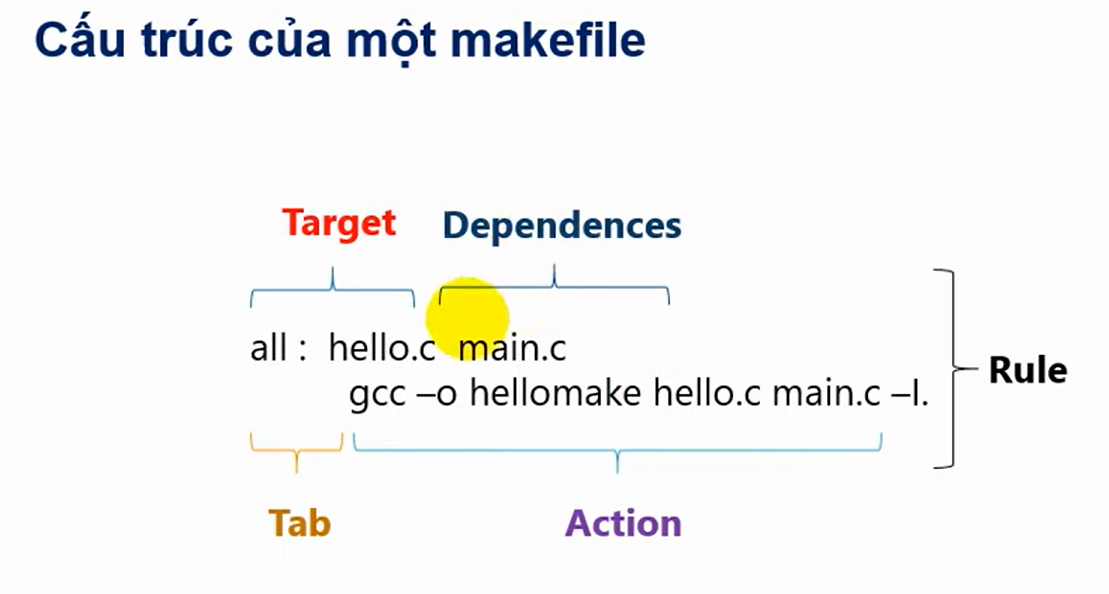 Cấu trúc của một makefile
Target Dependences
all : hello.c main.c
gcc –o hellomake hello.c main.c –I.
Rule
Tab Action